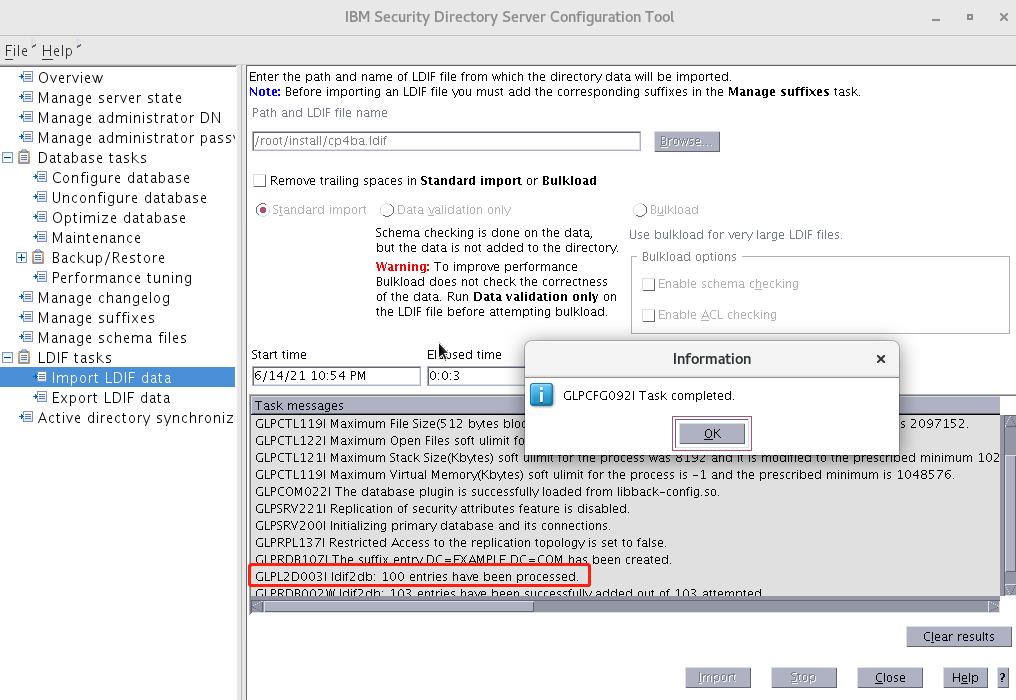 IBM Security Directory Server Configuration Tool
File Help
Overview
Manage server state
Manage administrator DN
Manage administrator passw
Database tasks
Configure database
Unconfigure database
Optimize database
Maintenance
Backup/Restore
Performance tuning
Manage changelog
Manage suffixes
Manage schema files
LDIF tasks
Import LDIF data
Export LDIF data
Active directory synchroniz
Enter the path and name of LDIF file from which the directory data will be imported.
Note: Before importing an LDIF file you must add the corresponding suffixes in the Manage suffixes task.
Path and LDIF file name
/root/install/cp4ba.ldif
Browse...
Remove trailing spaces in Standard import or Bulkload
Standard import
Data validation only
Schema checking is done on the data,
but the data is not added to the directory.
Warning: To improve performance
Bulkload does not check the correctness
of the data. Run Data validation only on
the LDIF file before attempting bulkload.
Bulkload
Use bulkload for very large LDIF files.
Bulkload options
Enable schema checking
Enable ACL checking
Start time
6/14/21 10:54 PM
Elapsed time
0:0:3
Information
GLPCFG092I Task completed.
OK
Task messages
GLPCTL119I Maximum File Size(512 bytes bloc s 2097152.
GLPCTL122I Maximum Open Files soft ulimit fo
GLPCTL121I Maximum Stack Size(Kbytes) soft ulimit for the process was 8192 and it is modified to the prescribed minimum 102
GLPCTL119I Maximum Virtual Memory(Kbytes) soft ulimit for the process is -1 and the prescribed minimum is 1048576.
GLPCOM022I The database plugin is successfully loaded from libback-config.so.
GLPSRV221I Replication of security attributes feature is disabled.
GLPSRV200I Initializing primary database and its connections.
GLPRPL137I Restricted Access to the replication topology is set to false.
GLPRDB107I The suffix entry DC=EXAMPLE,DC=COM has been created.
GLPL2D003I ldif2db: 100 entries have been processed.
GLPRDB002W ldif2db: 103 entries have been successfully added out of 103 attempted.
Clear results
Import
Stop
Close
Help
?